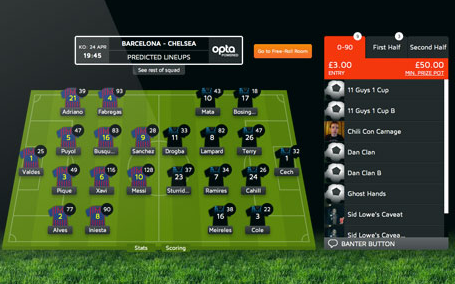 KO: 24 APR
19:45
BARCELONA - CHELSEA
PREDICTED LINEUPS
opta
POWERED
See rest of squad
Go to Free-Roll Room
0-90
First Half
Second Half
£3.00
ENTRY
£50.00
MIN. PRIZE POT
11 Guys 1 Cup
11 Guys 1 Cup B
Chili Con Carnage
Dan Clan
Dan Clan B
Ghost Hands
Sid Lowe's Caveat
Sid Lowe's Cavea...
BANTER BUTTON
39
21
Adriano
93
4
Fabregas
43
10
Mata
18
17
Bosing...
47
5
Puyol
83
16
Busqu...
28
9
Sanchez
33
11
Drogba
82
8
Lampard
47
26
Terry
25
1
Valdes
32
1
Cech
49
3
Pique
116
6
Xavi
128
10
Messi
37
23
Sturrid...
34
7
Ramires
26
24
Cahill
77
2
Alves
90
8
Iniesta
38
16
Meireles
22
3
Cole
Stats
Scoring